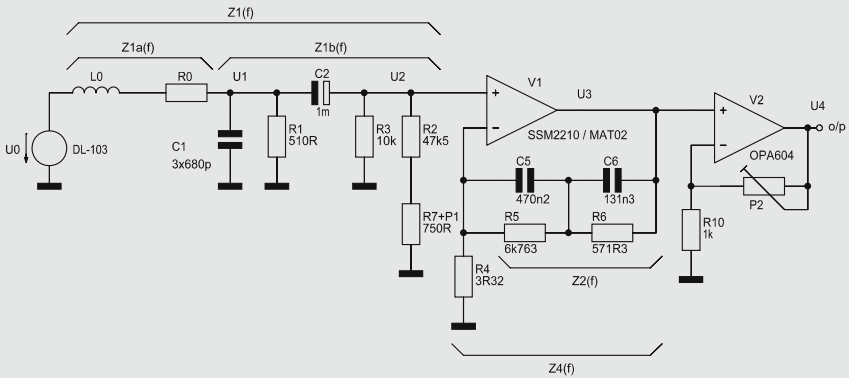 Z1(f)
Z1a(f)
Z1b(f)
L0
R0
U1
C2
1m
U2
V1
U3
V2
U4
+
-
+
-
o/p
U0
DL-103
C1
3x680p
R1
510R
R3
10k
R2
47k5
SSM2210 / MAT02
OPA604
C5
470n2
C6
131n3
P2
R7+P1
750R
R5
6k763
R6
571R3
R10
1k
R4
3R32
Z2(f)
Z4(f)